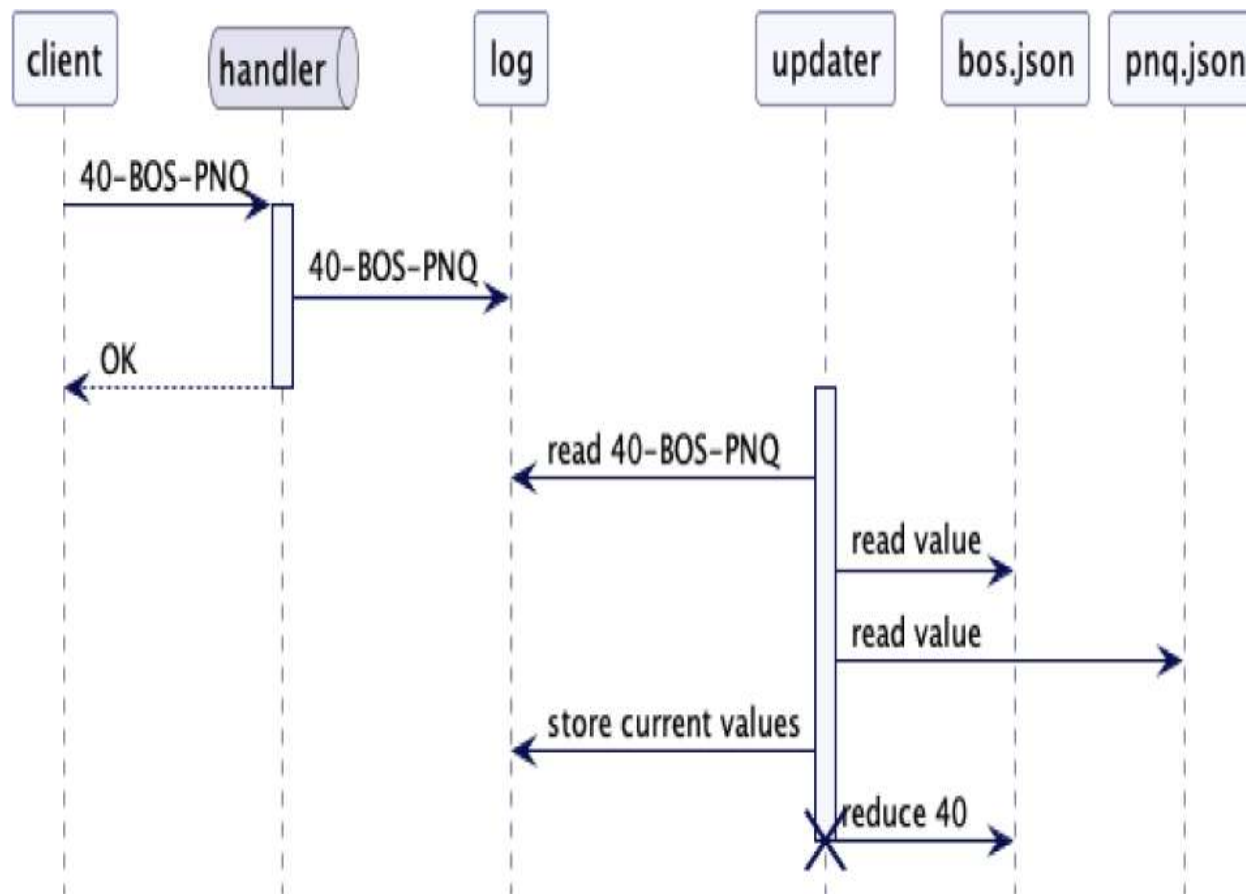 client
handler
log
updater
bos.json
pnq.json
40-BOS-PNQ
40-BOS-PNQ
OK
read 40-BOS-PNQ
read value
read value
store current values
reduce 40